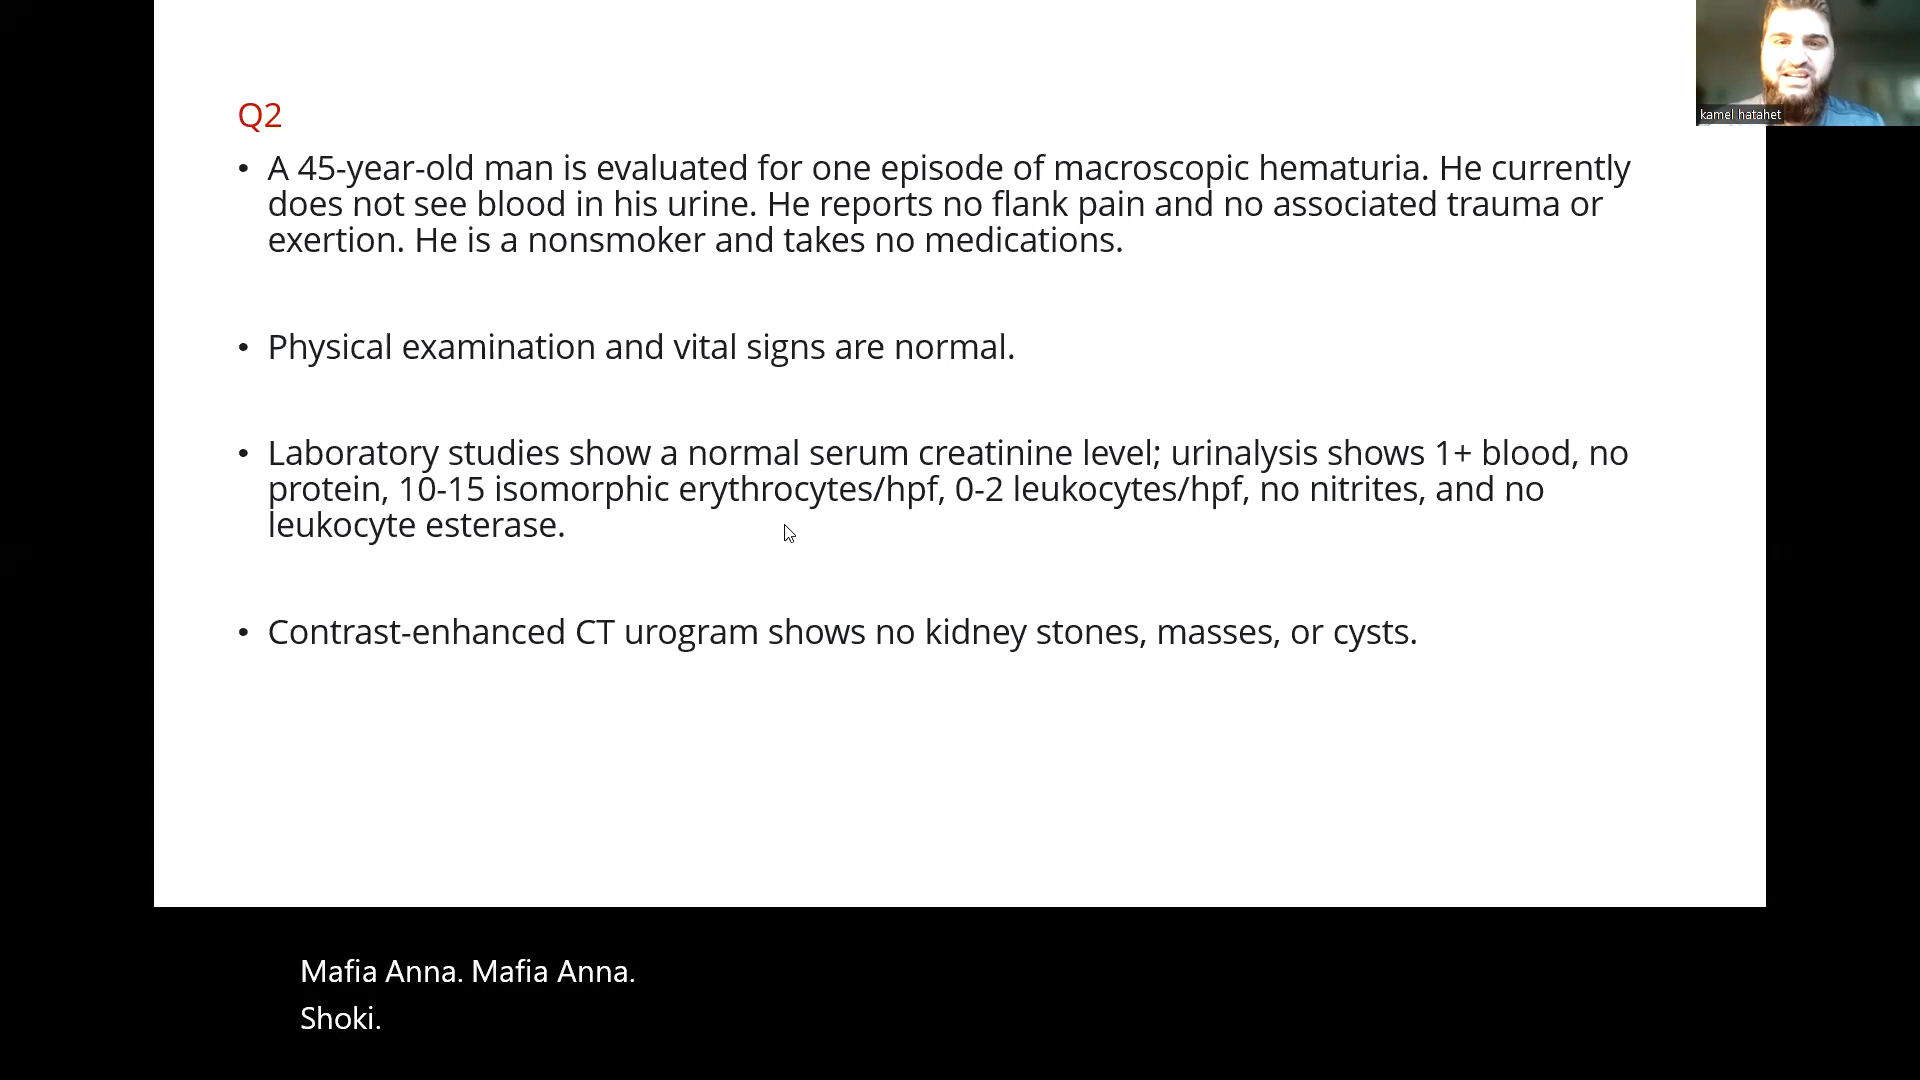 kamel hatahet
Q2
• A 45-year-old man is evaluated for one episode of macroscopic hematuria. He currently
does not see blood in his urine. He reports no flank pain and no associated trauma or
exertion. He is a nonsmoker and takes no medications.
• Physical examination and vital signs are normal.
• Laboratory studies show a normal serum creatinine level; urinalysis shows 1+ blood, no
protein, 10-15 isomorphic erythrocytes/hpf, 0-2 leukocytes/hpf, no nitrites, and no
leukocyte esterase.
• Contrast-enhanced CT urogram shows no kidney stones, masses, or cysts.
Mafia Anna. Mafia Anna.
Shoki.